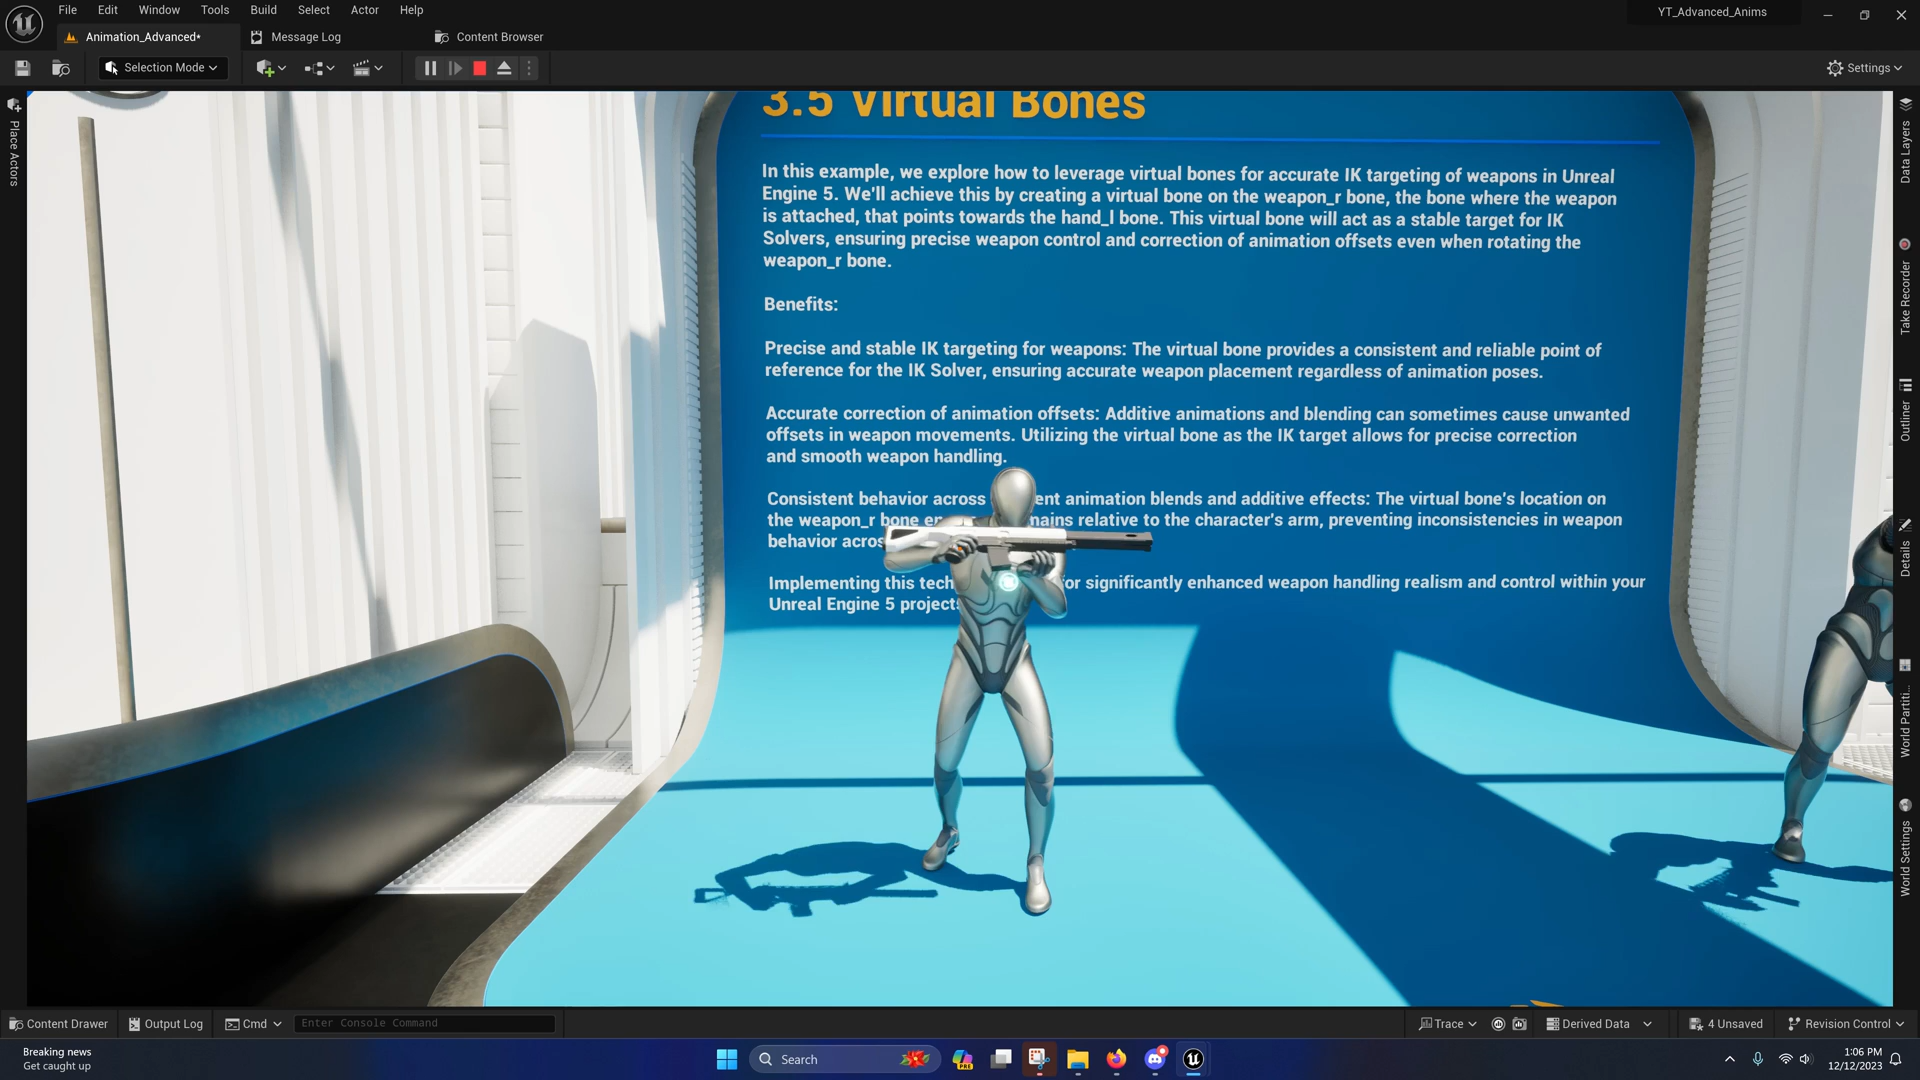 File Edit Window Tools Build Select Actor Help
YT_Advanced_Anims
Animation_Advanced*
Message Log
Content Browser
Selection Mode
Settings
Place Actors
Data Layers
Take Recorder
Outliner
Details
World Partiti...
World Settings
3.5 Virtual Bones
In this example, we explore how to leverage virtual bones for accurate IK targeting of weapons in Unreal
Engine 5. We'll achieve this by creating a virtual bone on the weapon_r bone, the bone where the weapon
is attached, that points towards the hand_l bone. This virtual bone will act as a stable target for IK
Solvers, ensuring precise weapon control and correction of animation offsets even when rotating the
weapon_r bone.
Benefits:
Precise and stable IK targeting for weapons: The virtual bone provides a consistent and reliable point of
reference for the IK Solver, ensuring accurate weapon placement regardless of animation poses.
Accurate correction of animation offsets: Additive animations and blending can sometimes cause unwanted
offsets in weapon movements. Utilizing the virtual bone as the IK target allows for precise correction
and smooth weapon handling.
Consistent behavior across animation blends and additive effects: The virtual bone's location on
the weapon_r bone relative to the character's arm, preventing inconsistencies in weapon
behavior
Implementing this significantly enhanced weapon handling realism and control within your
Unreal Engine 5
Content Drawer
Output Log
Cmd
Enter Console Command
Trace
Derived Data
4 Unsaved
Revision Control
Breaking news
Get caught up
Search
PRE
1:06 PM
12/12/2023